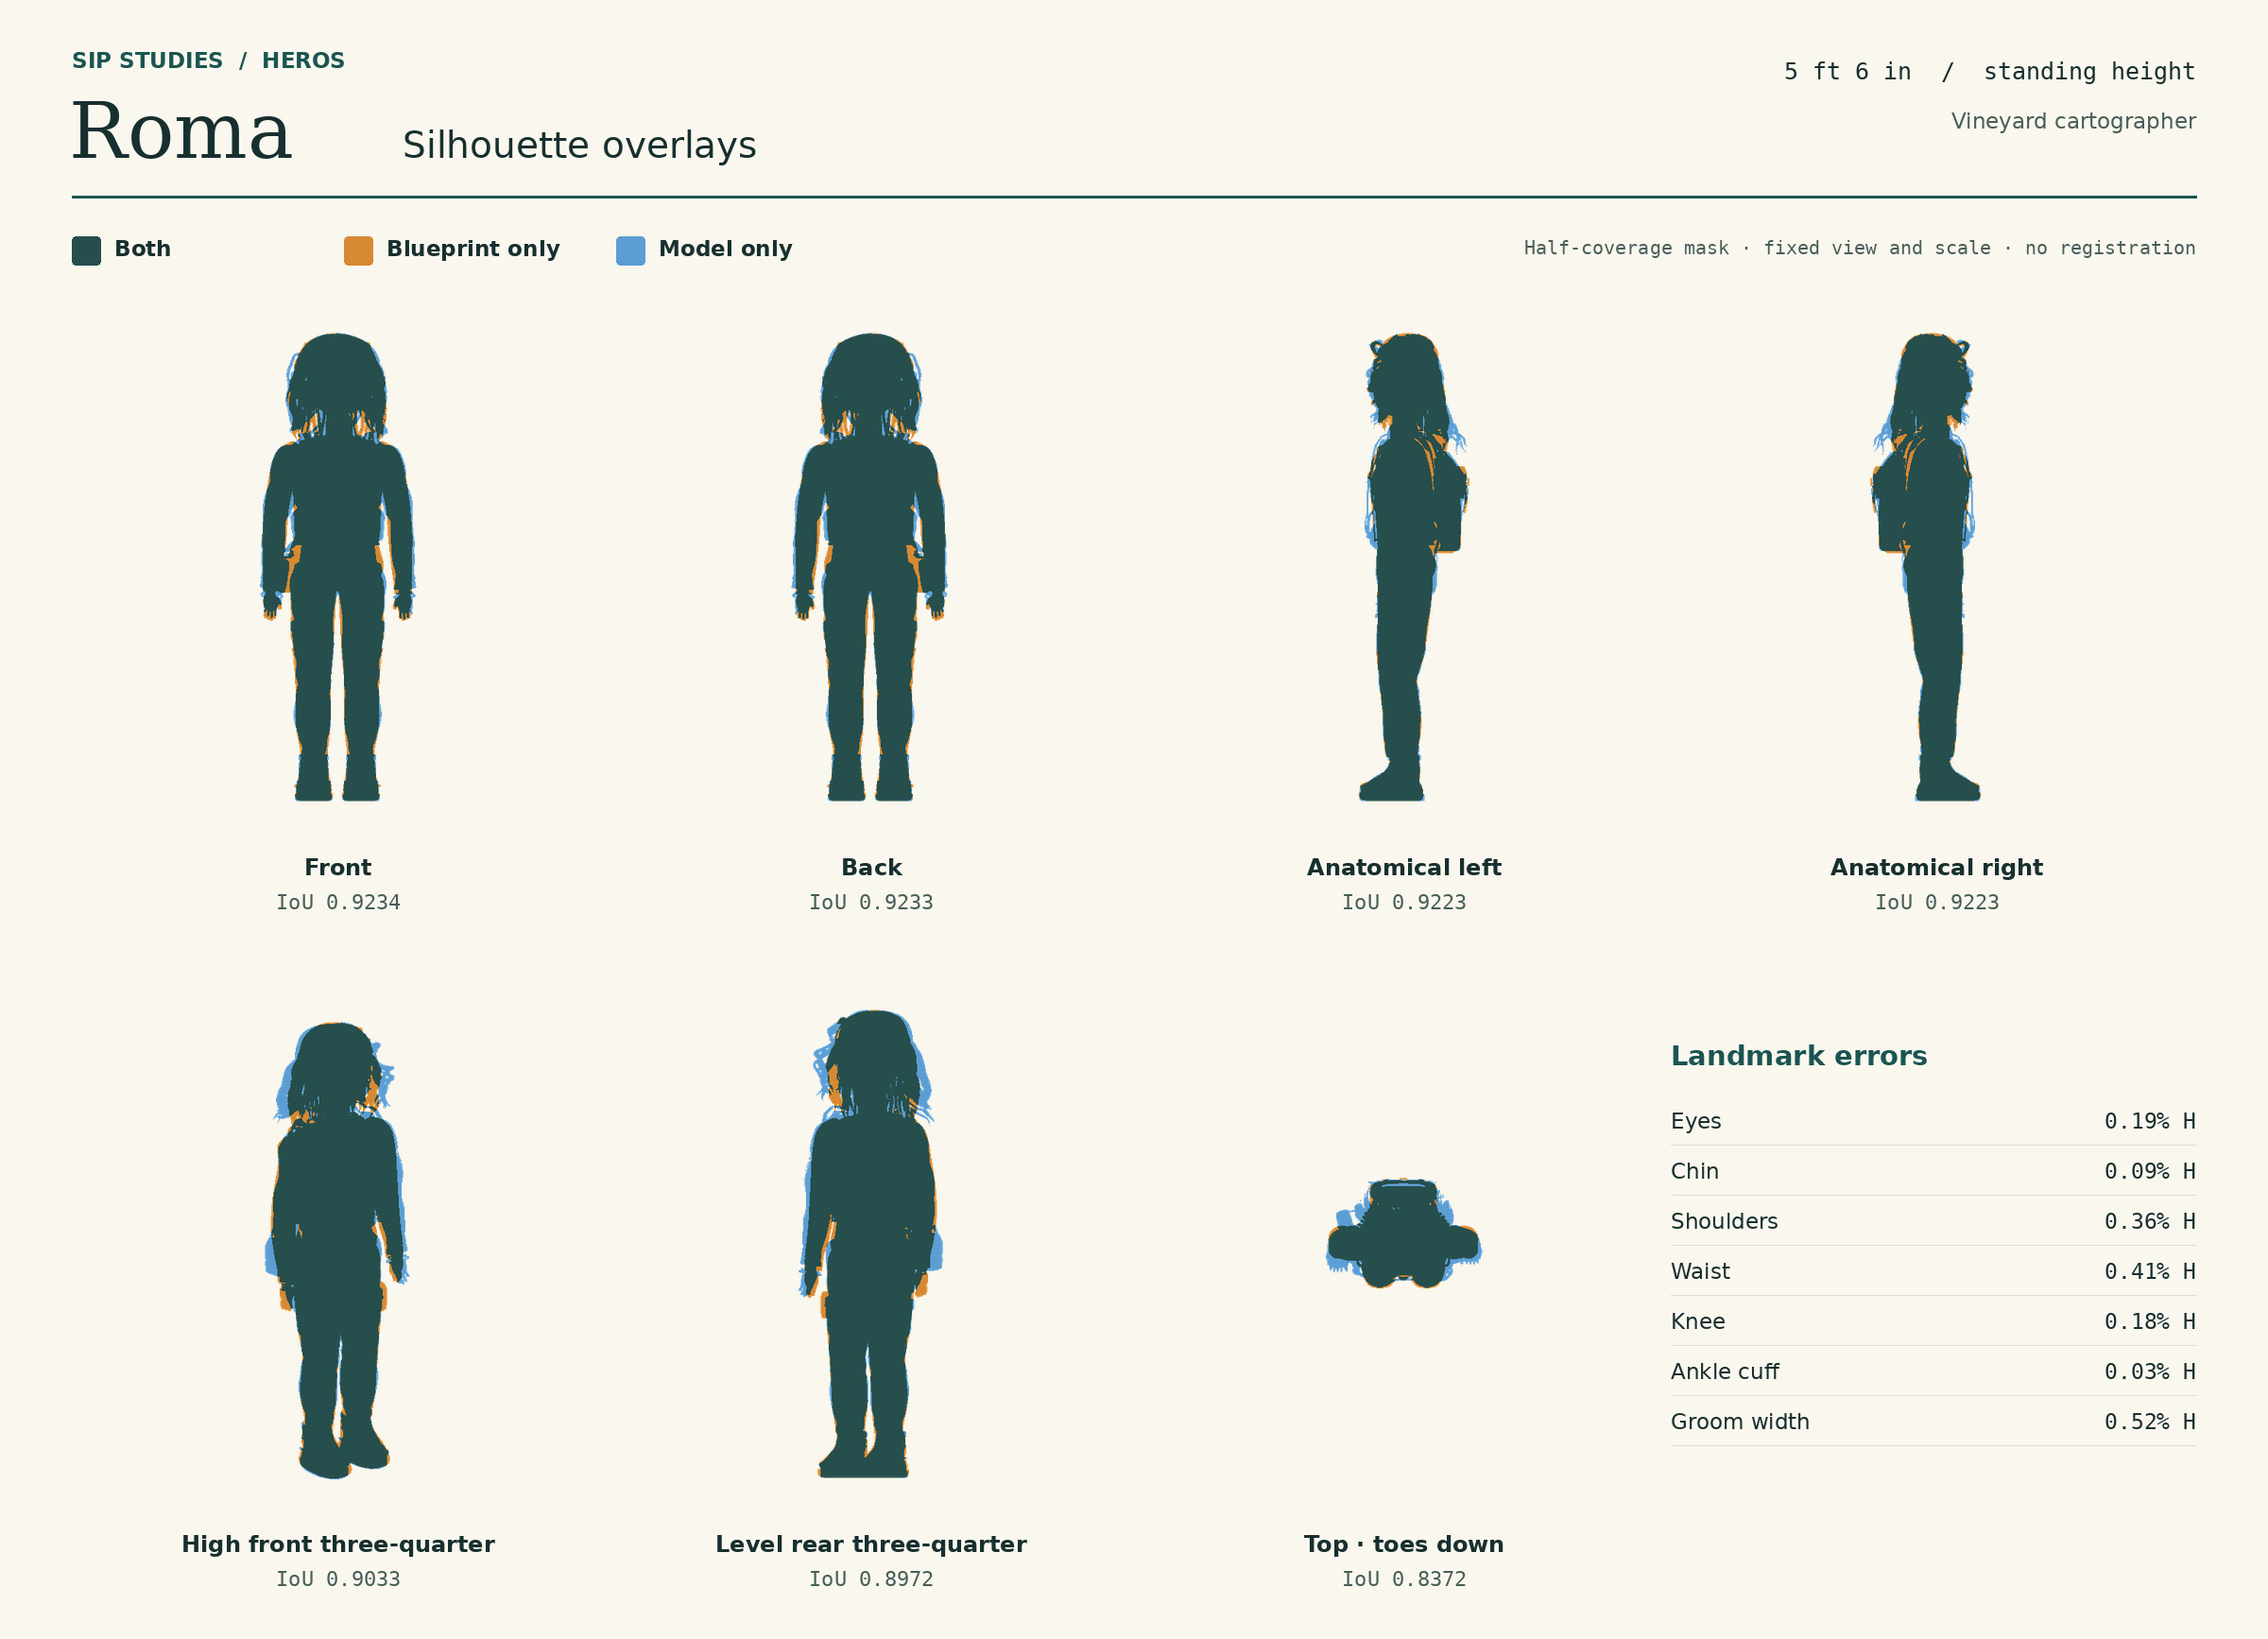 SIP STUDIES / HEROS
5 ft 6 in / standing height
Roma
Silhouette overlays
Vineyard cartographer
Both
Blueprint only
Model only
Half-coverage mask · fixed view and scale · no registration
Front
IoU 0.9234
Back
IoU 0.9233
Anatomical left
IoU 0.9223
Anatomical right
IoU 0.9223
High front three-quarter
IoU 0.9033
Level rear three-quarter
IoU 0.8972
Top · toes down
IoU 0.8372
Landmark errors
Eyes 0.19% H
Chin 0.09% H
Shoulders 0.36% H
Waist 0.41% H
Knee 0.18% H
Ankle cuff 0.03% H
Groom width 0.52% H